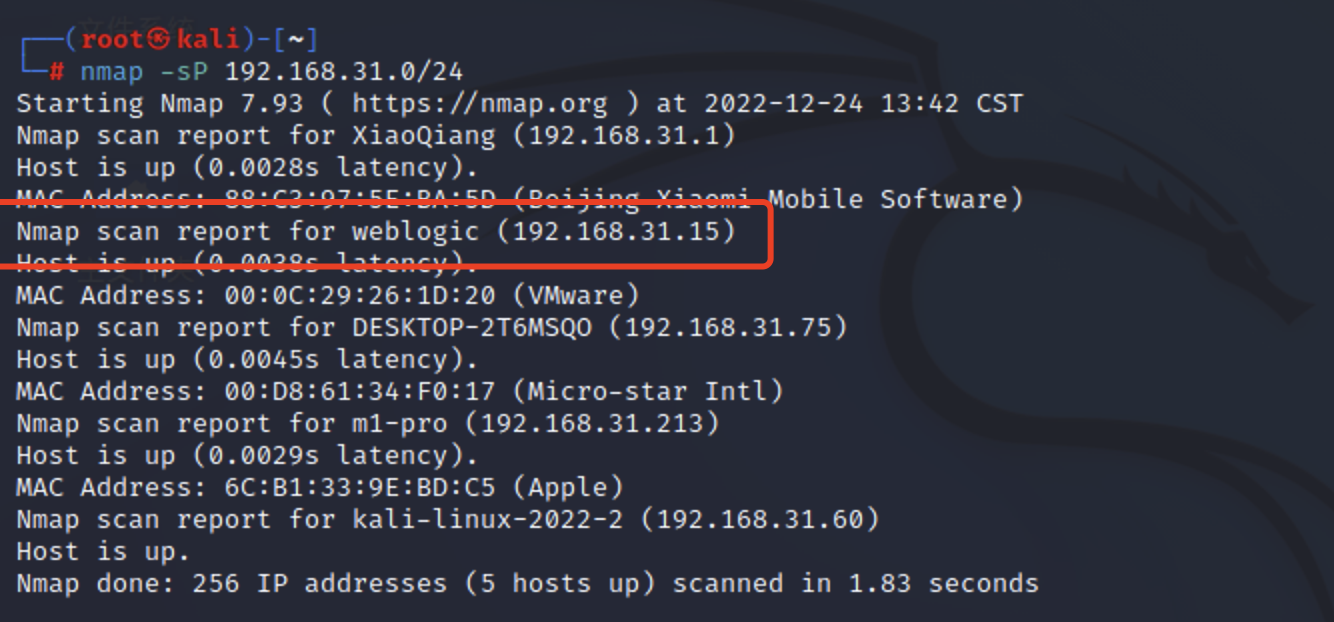 ┌──(root㉿kali)-[~]
└─# nmap -sP 192.168.31.0/24
Starting Nmap 7.93 ( https://nmap.org ) at 2022-12-24 13:42 CST
Nmap scan report for XiaoQiang (192.168.31.1)
Host is up (0.0028s latency).
MAC Address: 88:C3:97:5E:BA:5D (Beijing Xiaomi Mobile Software)
Nmap scan report for weblogic (192.168.31.15)
Host is up (0.0038s latency).
MAC Address: 00:0C:29:26:1D:20 (VMware)
Nmap scan report for DESKTOP-2T6MSQO (192.168.31.75)
Host is up (0.0045s latency).
MAC Address: 00:D8:61:34:F0:17 (Micro-star Intl)
Nmap scan report for m1-pro (192.168.31.213)
Host is up (0.0029s latency).
MAC Address: 6C:B1:33:9E:BD:C5 (Apple)
Nmap scan report for kali-linux-2022-2 (192.168.31.60)
Host is up.
Nmap done: 256 IP addresses (5 hosts up) scanned in 1.83 seconds